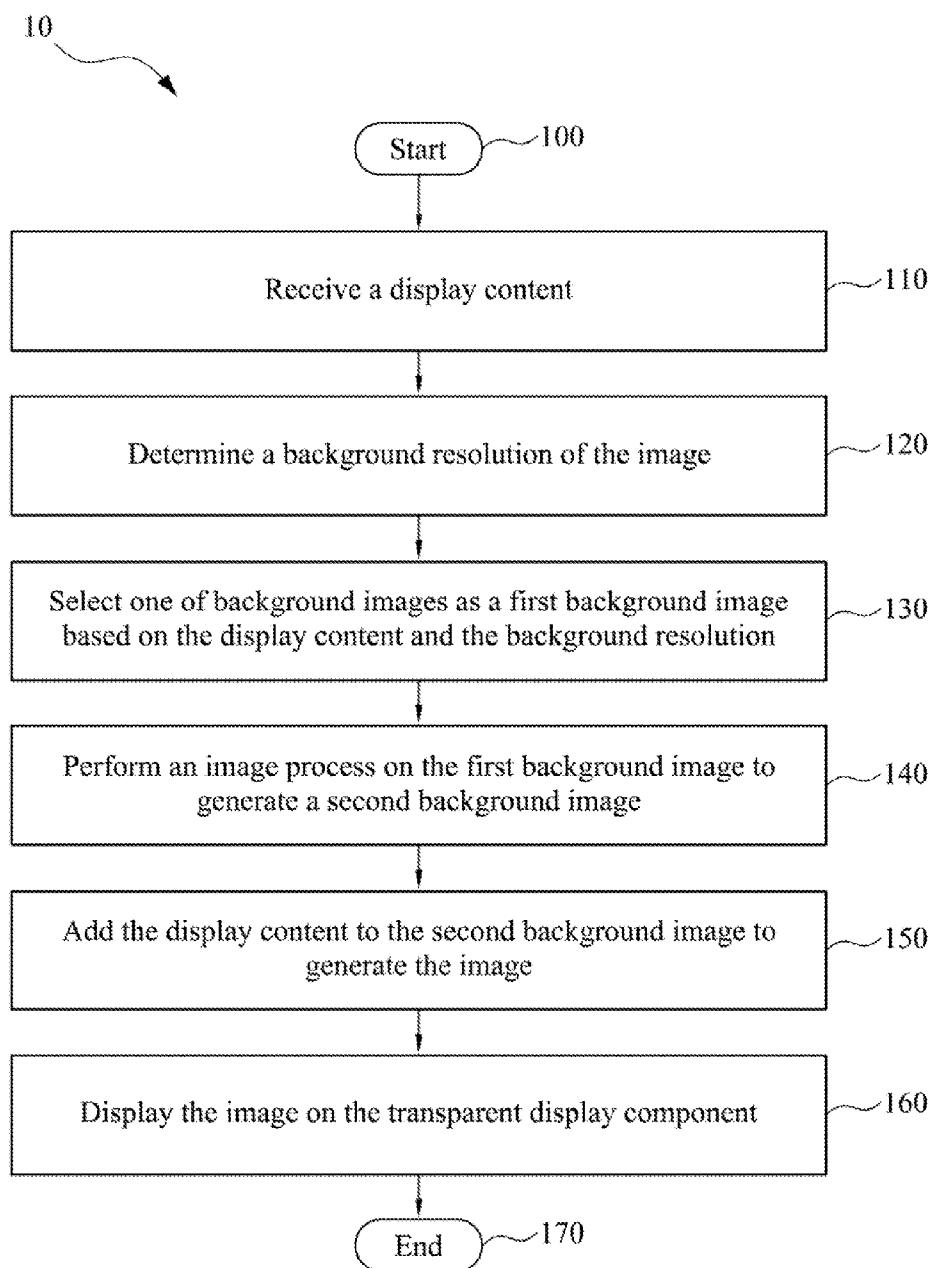 10
Start
100
Receive a display content
110
Determine a background resolution of the image
120
Select one of background images as a first background image
based on the display content and the background resolution
130
Perform an image process on the first background image to
generate a second background image
140
Add the display content to the second background image to
generate the image
150
Display the image on the transparent display component
160
End
170